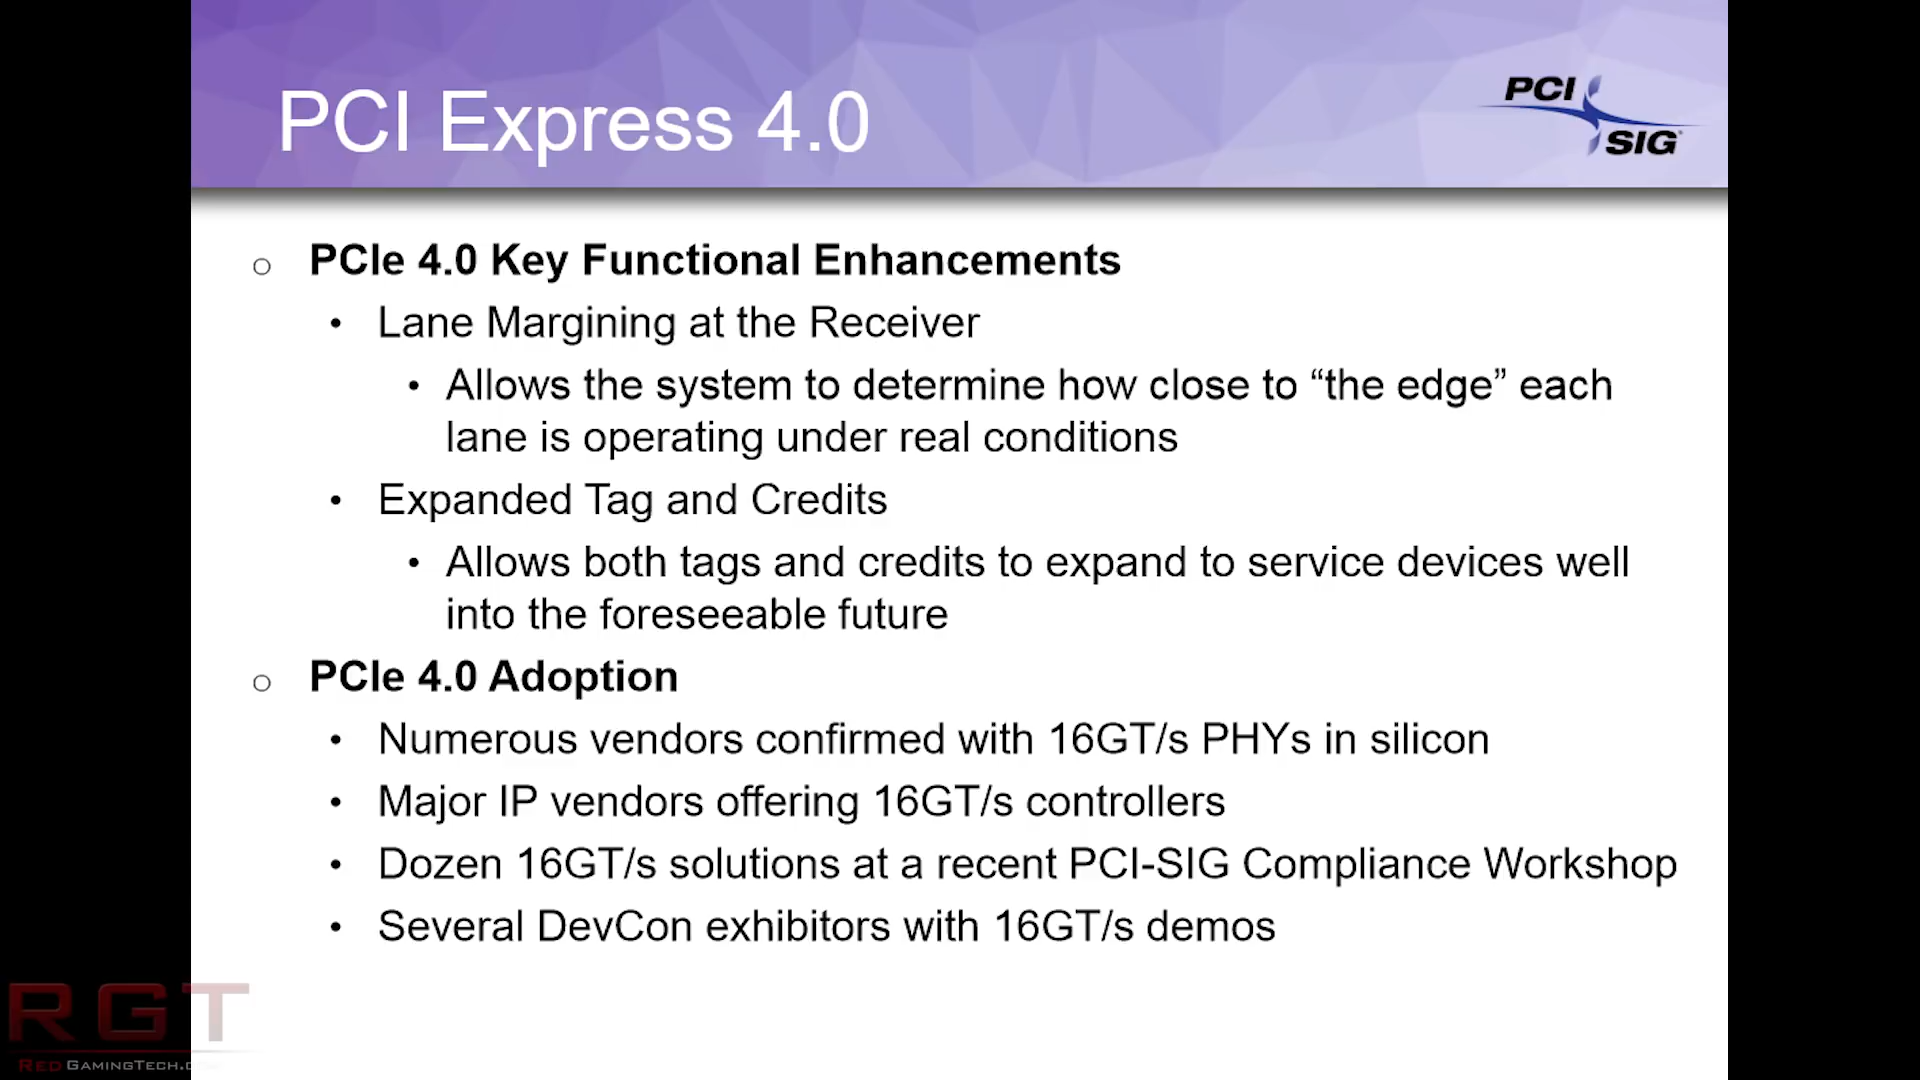 PCI Express 4.0
PCI
SIG
○ PCIe 4.0 Key Functional Enhancements
• Lane Margining at the Receiver
• Allows the system to determine how close to “the edge” each
lane is operating under real conditions
• Expanded Tag and Credits
• Allows both tags and credits to expand to service devices well
into the foreseeable future
○ PCIe 4.0 Adoption
• Numerous vendors confirmed with 16GT/s PHYs in silicon
• Major IP vendors offering 16GT/s controllers
• Dozen 16GT/s solutions at a recent PCI-SIG Compliance Workshop
• Several DevCon exhibitors with 16GT/s demos
RGT
RedGamingTech